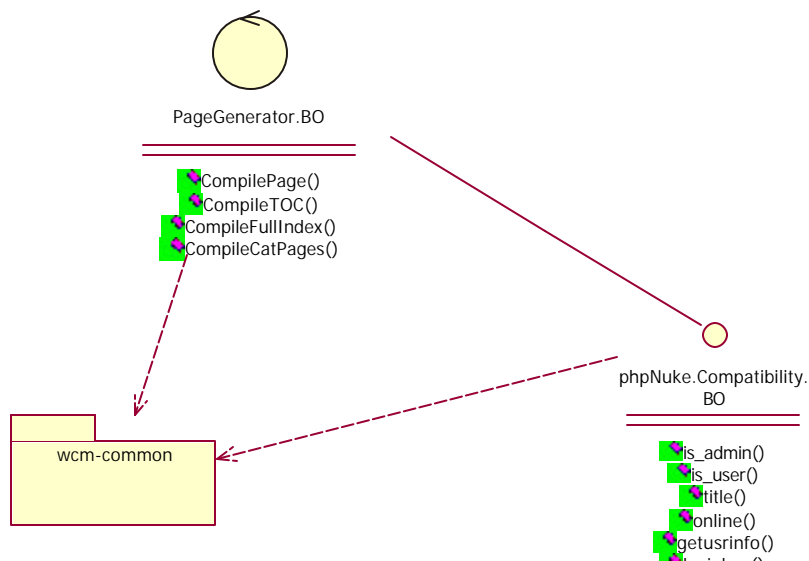 PageGenerator.BO
CompilePage()
CompileTOC()
CompileFullIndex()
CompileCatPages()
phpNuke.Compatibility.
BO
wcm-common
is_admin()
is_user()
title()
online()
getusrinfo()